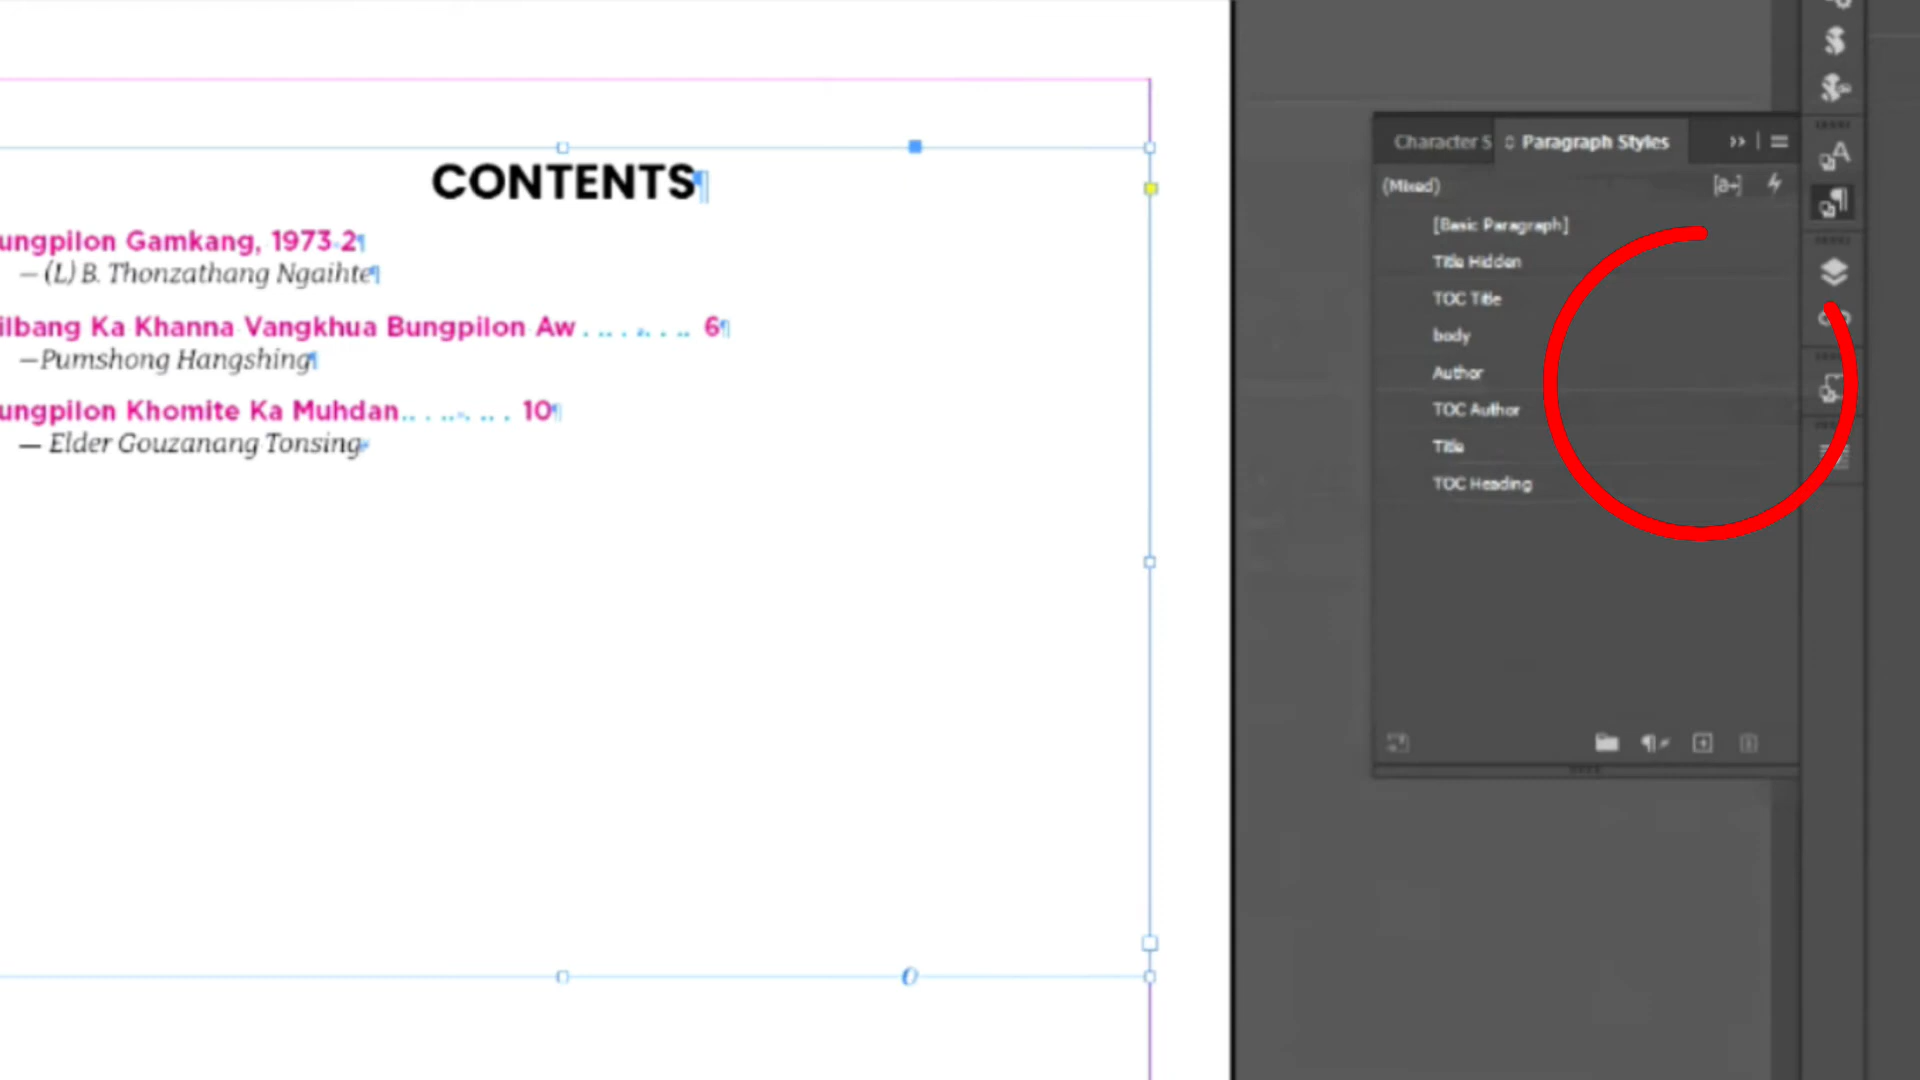 CONTENTS¶
ungpilon Gamkang, 1973 2¶
— (L) B. Thonzathang Ngaihte¶
ilbang Ka Khanna Vangkhua Bungpilon Aw . .. . .. . .. 6¶
—Pumshong Hangshing¶
ungpilon Khomite Ka Muhdan.. . .... .. . 10¶
— Elder Gouzanang Tonsing
Character S
Paragraph Styles
(Mixed)
[a+]
[Basic Paragraph]
Title Hidden
TOC Title
body
Author
TOC Author
Title
TOC Heading